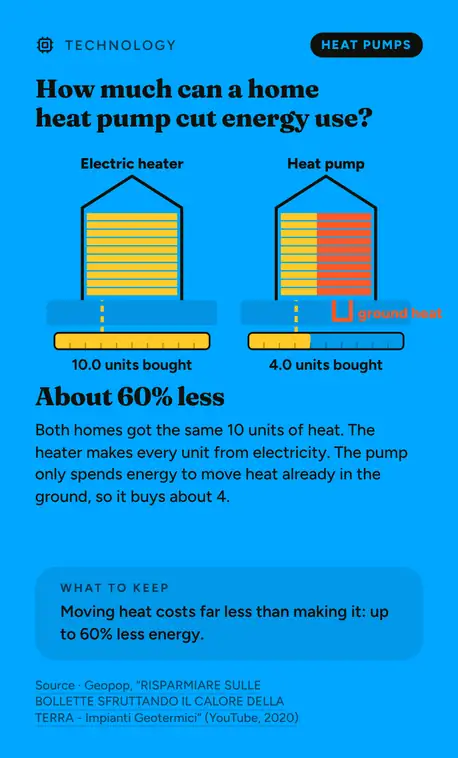 TECHNOLOGY
HEAT PUMPS
How much can a home
heat pump cut energy use?
Electric heater
Heat pump
ground heat
10.0 units bought
4.0 units bought
About 60% less
Both homes got the same 10 units of heat. The
heater makes every unit from electricity. The pump
only spends energy to move heat already in the
ground, so it buys about 4.
WHAT TO KEEP
Moving heat costs far less than making it: up
to 60% less energy.
Source · Geopop, "RISPARMIARE SULLE
BOLLETTE SFRUTTANDO IL CALORE DELLA
TERRA - Impianti Geotermici" (YouTube, 2020)